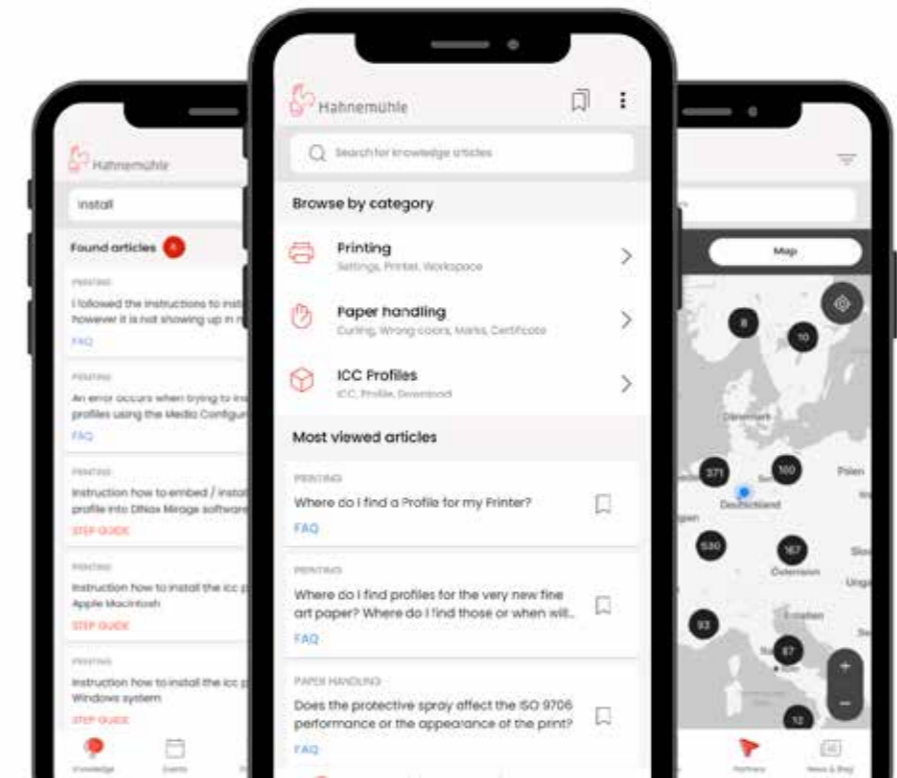 Hahnemühle
Install
Found articles
PRINTING
I followed the instructions to
however it is not showing up in
FAQ
PRINTING
An error occurs when trying to
profiles using the Media
FAQ
PRINTING
Instruction how to embed / install
profile into DiNax Mirage software
STEP GUIDE
PRINTING
Instruction how to install the icc
Apple Macintosh
STEP GUIDE
PRINTING
Instruction how to install the icc
Windows system
STEP GUIDE
Knowledge
Events
Hahnemühle
Search for knowledge articles
Browse by category
Printing
Settings, Printer, Workspace
Paper handling
Curling, Wrong colors, Marks, Certificate
ICC Profiles
ICC, Profile, Download
Most viewed articles
PRINTING
Where do I find a Profile for my Printer?
FAQ
PRINTING
Where do I find profiles for the very new fine
art paper? Where do I find those or when will...
FAQ
PAPER HANDLING
Does the protective spray affect the ISO 9706
performance or the appearance of the print?
FAQ
Map
8
10
Danmark
371
160
Polen
Deutschland
530
167
Österreich
93
67
+
−
12
Partners
News & Blog